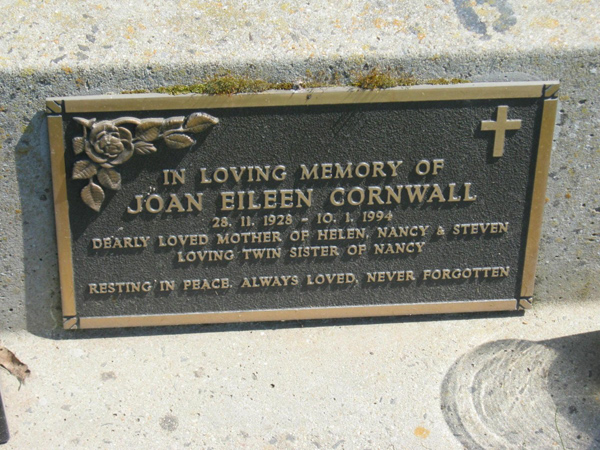 IN LOVING MEMORY OF
JOAN EILEEN CORNWALL
28. 11. 1928 - 10. 1. 1994
DEARLY LOVED MOTHER OF HELEN, NANCY & STEVEN
LOVING TWIN SISTER OF NANCY
RESTING IN PEACE. ALWAYS LOVED, NEVER FORGOTTEN